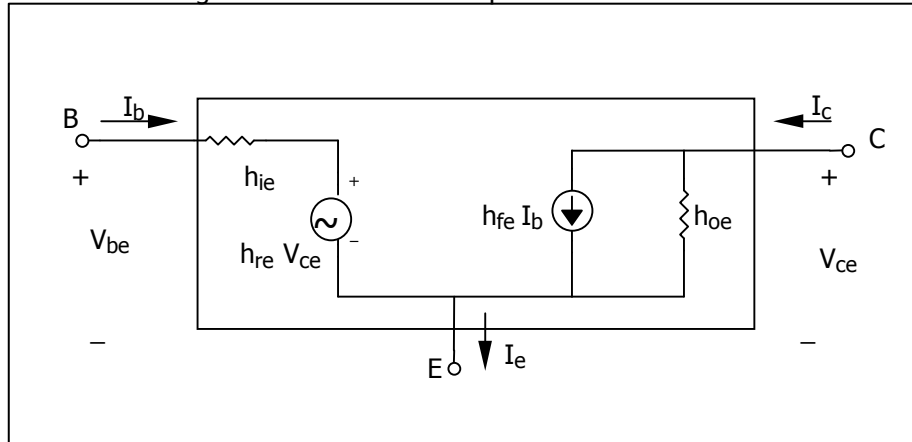 B
I_b
I_c
C
+
h_ie
+
+
V_be
h_re V_ce
–
h_fe I_b
h_oe
V_ce
–
–
E
I_e